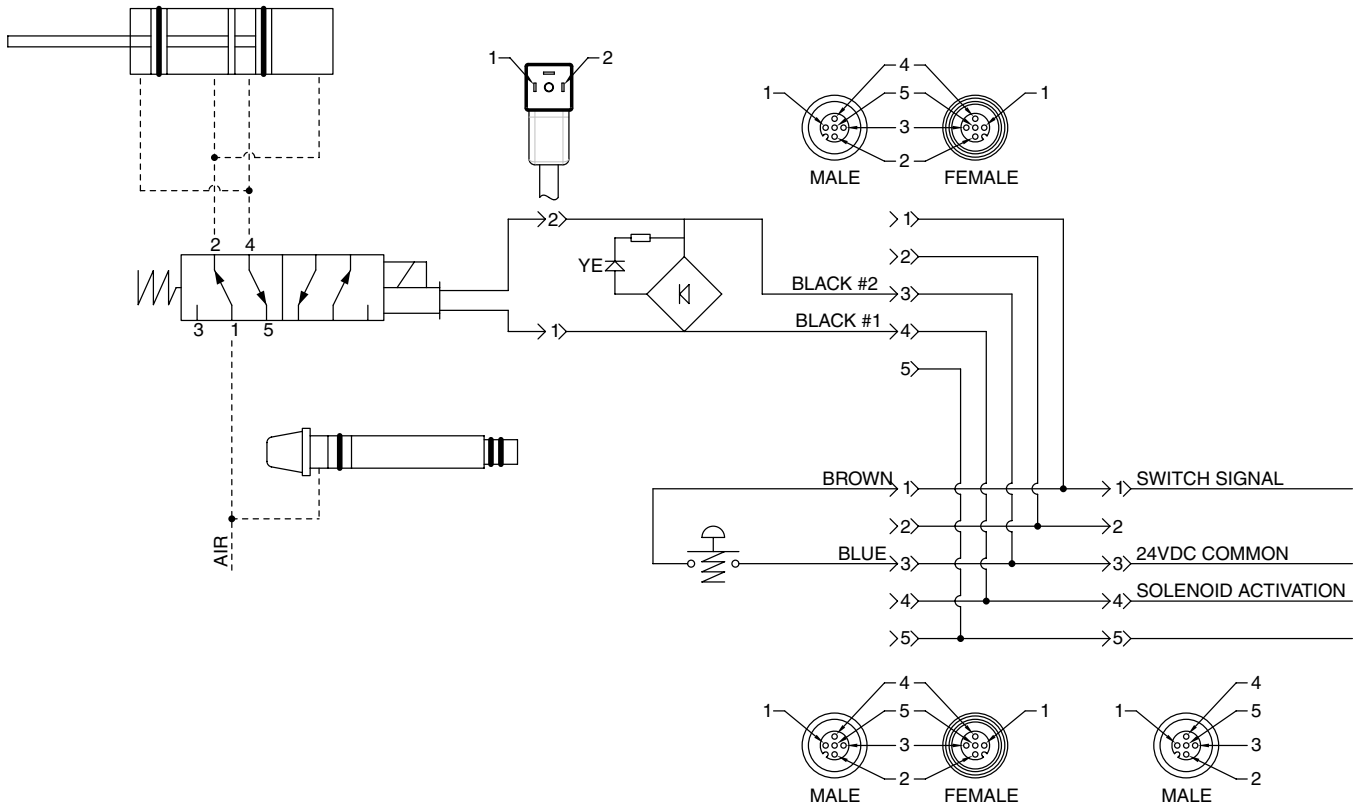 1 2
4
1 5 1
3
2
MALE FEMALE
2 4
3 1 5
AIR
2
YE
1
BLACK #2
BLACK #1
1
2
3
4
5
BROWN 1 1 SWITCH SIGNAL
2 2
BLUE 3 3 24VDC COMMON
4 4 SOLENOID ACTIVATION
5 5
4 4
1 5 1 1 5
3 3
2 2
MALE FEMALE MALE